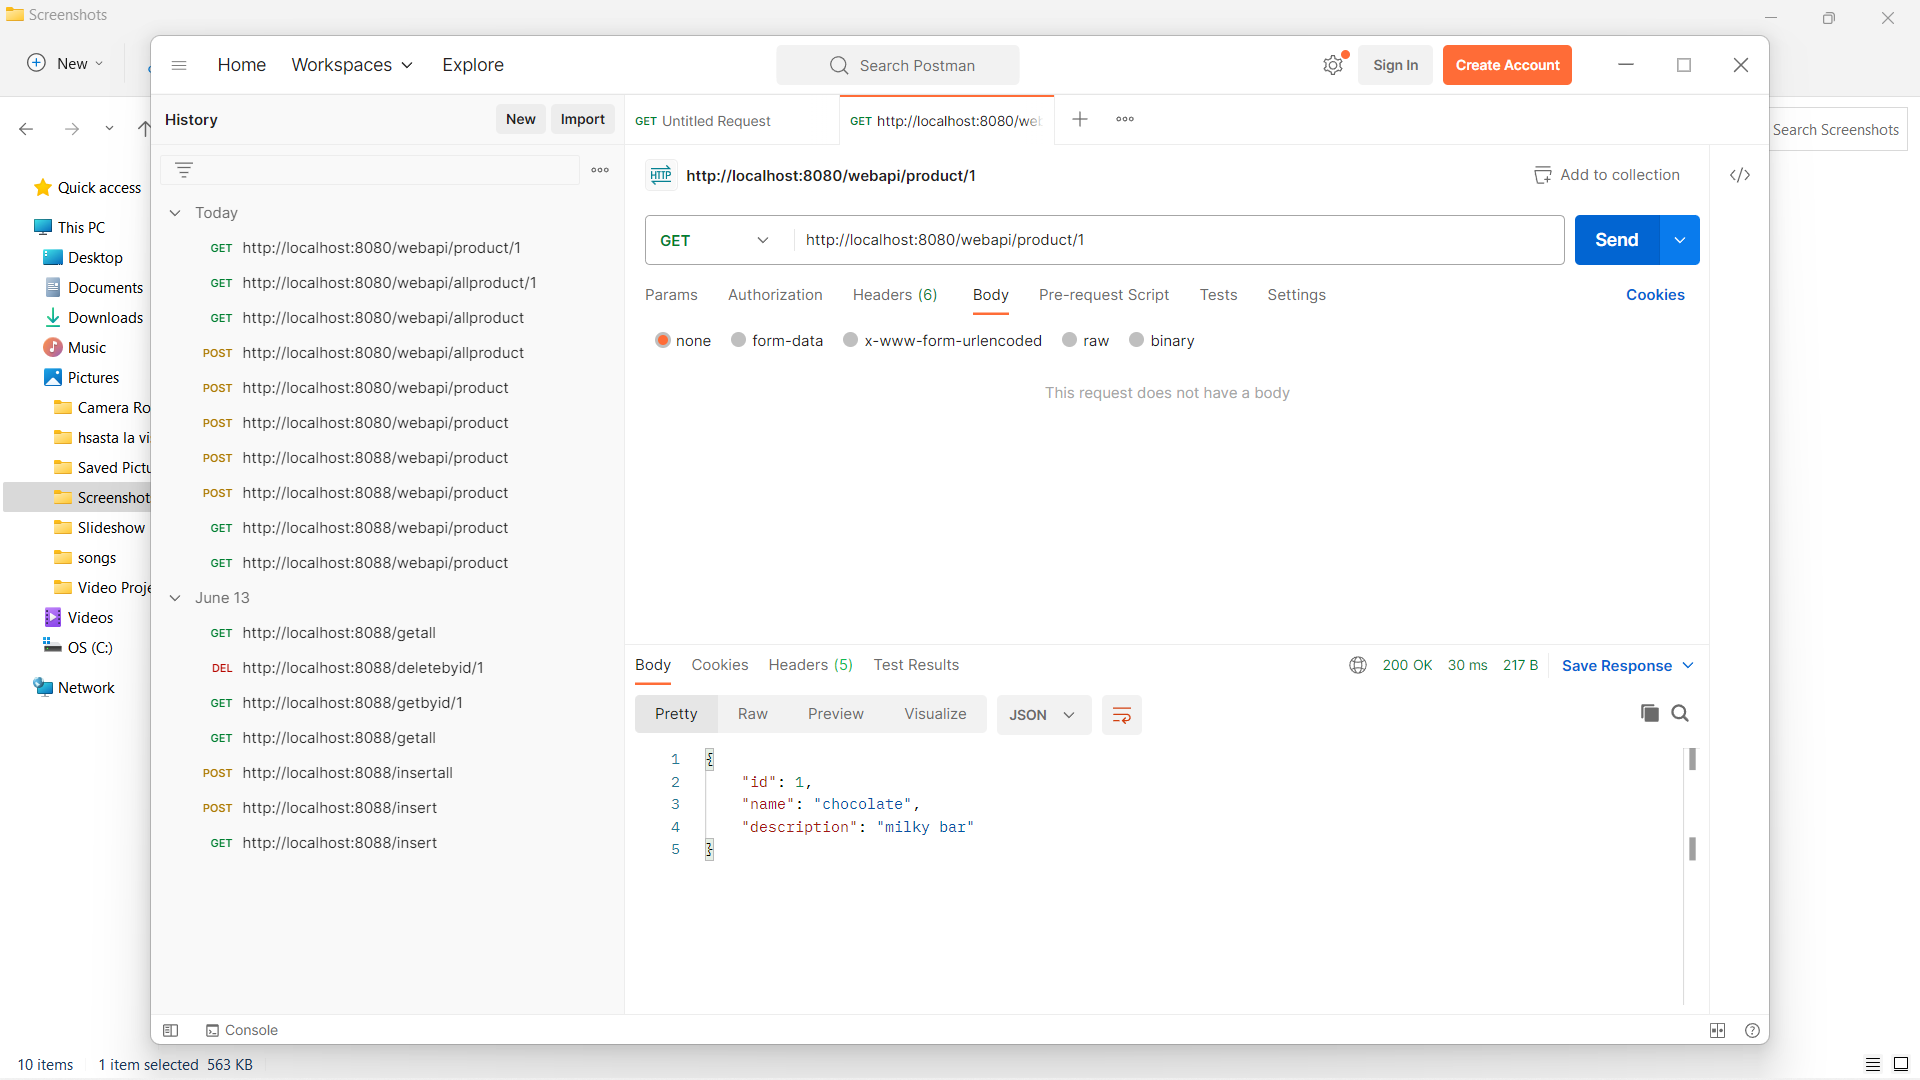 Screenshots
New
Home Workspaces Explore
Search Postman
Sign In
Create Account
Search Screenshots
Quick access
This PC
Desktop
Documents
Downloads
Music
Pictures
Camera Ro
hsasta la vi
Saved Pictu
Screenshot
Slideshow
songs
Video Proje
Videos
OS (C:)
Network
History
New Import
Today
GET http://localhost:8080/webapi/product/1
GET http://localhost:8080/webapi/allproduct/1
GET http://localhost:8080/webapi/allproduct
POST http://localhost:8080/webapi/allproduct
POST http://localhost:8080/webapi/product
POST http://localhost:8080/webapi/product
POST http://localhost:8088/webapi/product
POST http://localhost:8088/webapi/product
GET http://localhost:8088/webapi/product
GET http://localhost:8088/webapi/product
June 13
GET http://localhost:8088/getall
DEL http://localhost:8088/deletebyid/1
GET http://localhost:8088/getbyid/1
GET http://localhost:8088/getall
POST http://localhost:8088/insertall
POST http://localhost:8088/insert
GET http://localhost:8088/insert
GET Untitled Request
GET http://localhost:8080/we
HTTP http://localhost:8080/webapi/product/1
Add to collection
</>
GET http://localhost:8080/webapi/product/1
Send
Params Authorization Headers (6) Body Pre-request Script Tests Settings
Cookies
none form-data x-www-form-urlencoded raw binary
This request does not have a body
Body Cookies Headers (5) Test Results
200 OK 30 ms 217 B Save Response
Pretty Raw Preview Visualize JSON
1 {
2 "id": 1,
3 "name": "chocolate",
4 "description": "milky bar"
5 }
Console
10 items 1 item selected 563 KB